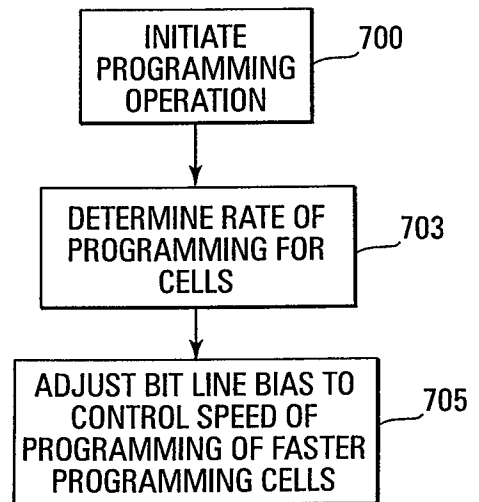 INITIATE
PROGRAMMING
OPERATION
700
DETERMINE RATE OF
PROGRAMMING FOR
CELLS
703
ADJUST BIT LINE BIAS TO
CONTROL SPEED OF
PROGRAMMING OF FASTER
PROGRAMMING CELLS
705